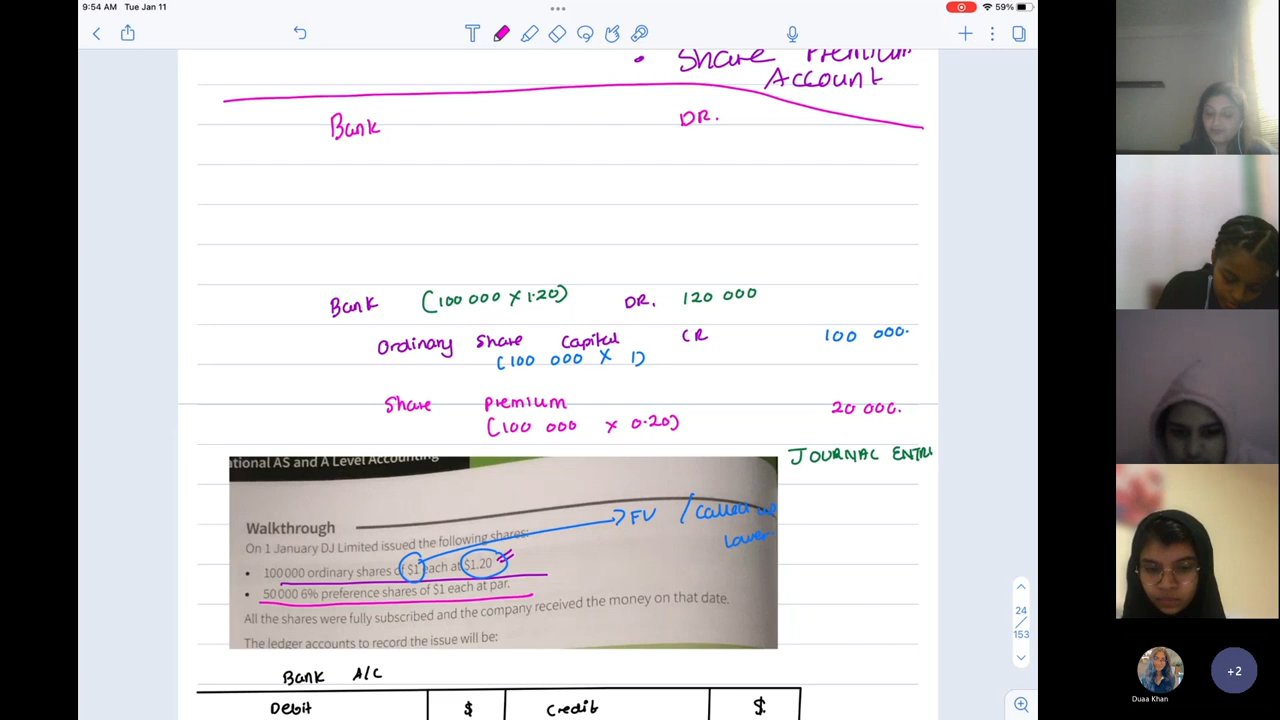 9:54 AM Tue Jan 11
59%
Share Premium
Account
Bank DR.
Bank (100 000 x 1.20) DR. 120 000
Ordinary Share Capital CR 100 000.
(100 000 x 1)
Share premium 20 000.
(100 000 x 0.20)
JOURNAL
ational AS and A Level Accounting
Walkthrough
FV / Called up
lower.
On 1 January DJ Limited issued the following shares:
• 100 000 ordinary shares of $1 each at $1.20
• 50 000 6% preference shares of $1 each at par.
All the shares were fully subscribed and the company received the money on that date.
The ledger accounts to record the issue will be:
24
/
153
Bank A/C
Debit $ Credit $
Duaa Khan
+2